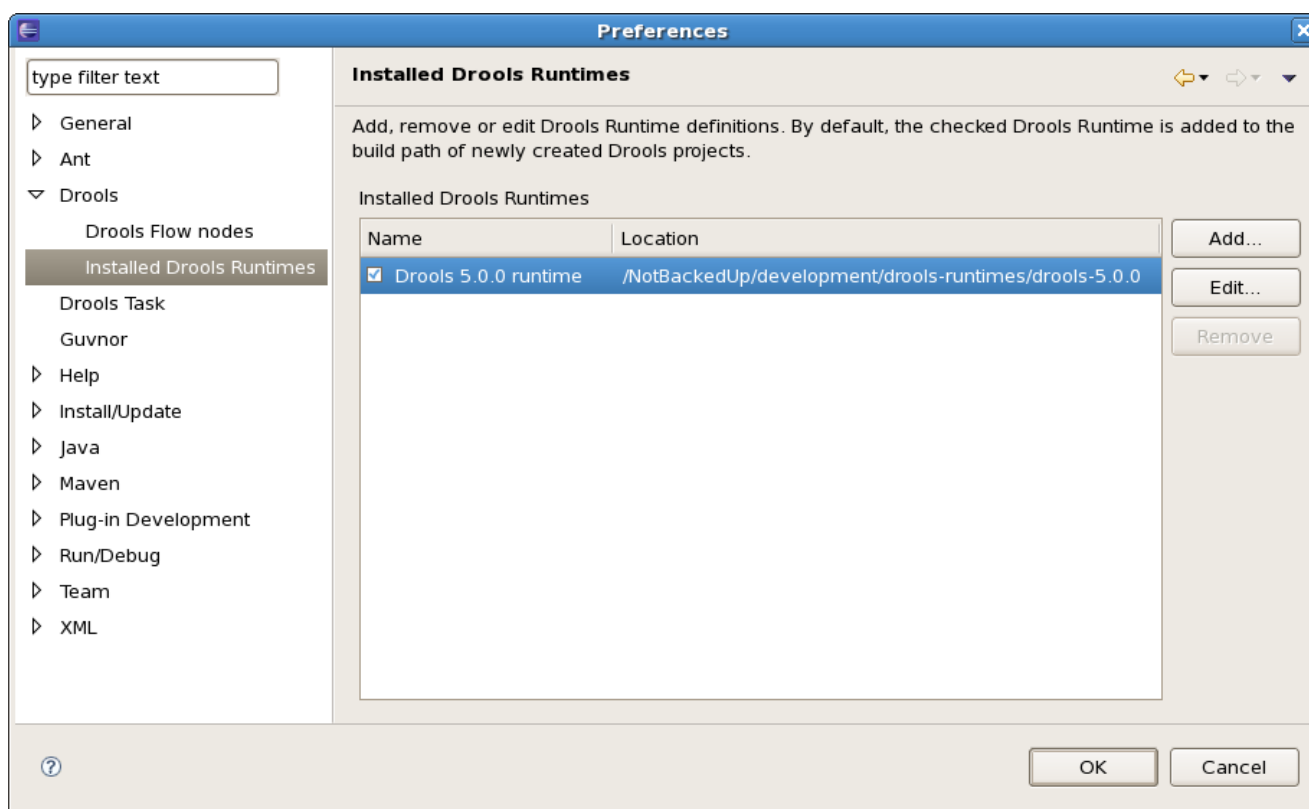 Preferences
type filter text
General
Ant
Drools
Drools Flow nodes
Installed Drools Runtimes
Drools Task
Guvnor
Help
Install/Update
Java
Maven
Plug-in Development
Run/Debug
Team
XML
Installed Drools Runtimes
Add, remove or edit Drools Runtime definitions. By default, the checked Drools Runtime is added to the
build path of newly created Drools projects.
Installed Drools Runtimes
Name Location
Drools 5.0.0 runtime /NotBackedUp/development/drools-runtimes/drools-5.0.0
Add...
Edit...
Remove
OK Cancel